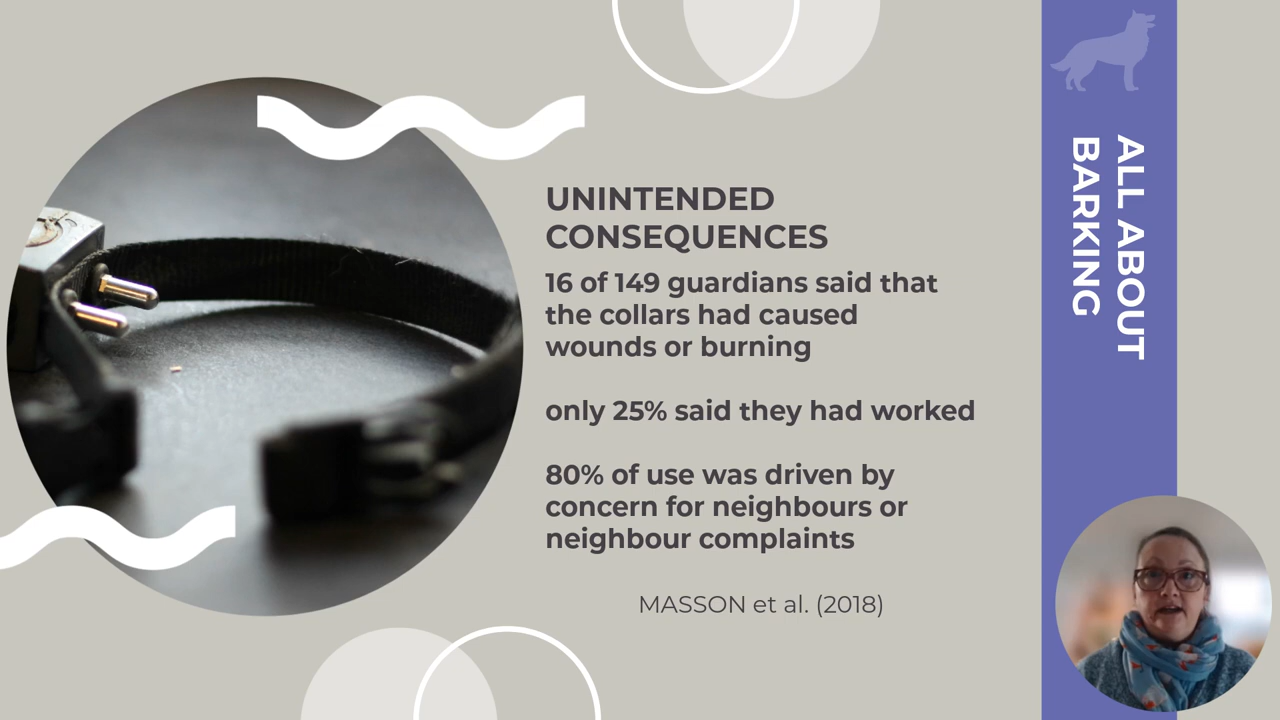 UNINTENDED
CONSEQUENCES
16 of 149 guardians said that
the collars had caused
wounds or burning
only 25% said they had worked
80% of use was driven by
concern for neighbours or
neighbour complaints
MASSON et al. (2018)
ALL ABOUT
BARKING